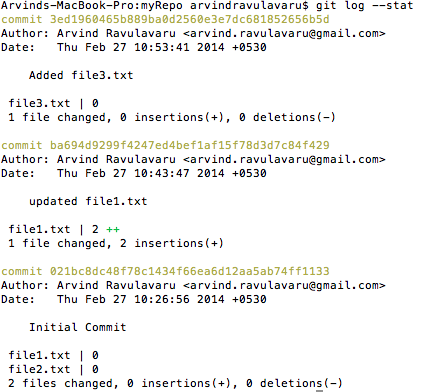 Arvinds-MacBook-Pro:myRepo arvindravulavaru$ git log --stat
commit 3ed1960465b889ba0d2560e3e7dc681852656b5d
Author: Arvind Ravulavaru <arvind.ravulavaru@gmail.com>
Date:   Thu Feb 27 10:53:41 2014 +0530
    Added file3.txt
 file3.txt | 0
 1 file changed, 0 insertions(+), 0 deletions(-)
commit ba694d9299f4247ed4bef1af15f78d3d7c84f429
Author: Arvind Ravulavaru <arvind.ravulavaru@gmail.com>
Date:   Thu Feb 27 10:43:47 2014 +0530
    updated file1.txt
 file1.txt | 2 ++
 1 file changed, 2 insertions(+)
commit 021bc8dc48f78c1434f66ea6d12aa5ab74ff1133
Author: Arvind Ravulavaru <arvind.ravulavaru@gmail.com>
Date:   Thu Feb 27 10:26:56 2014 +0530
    Initial Commit
 file1.txt | 0
 file2.txt | 0
 2 files changed, 0 insertions(+), 0 deletions(-)